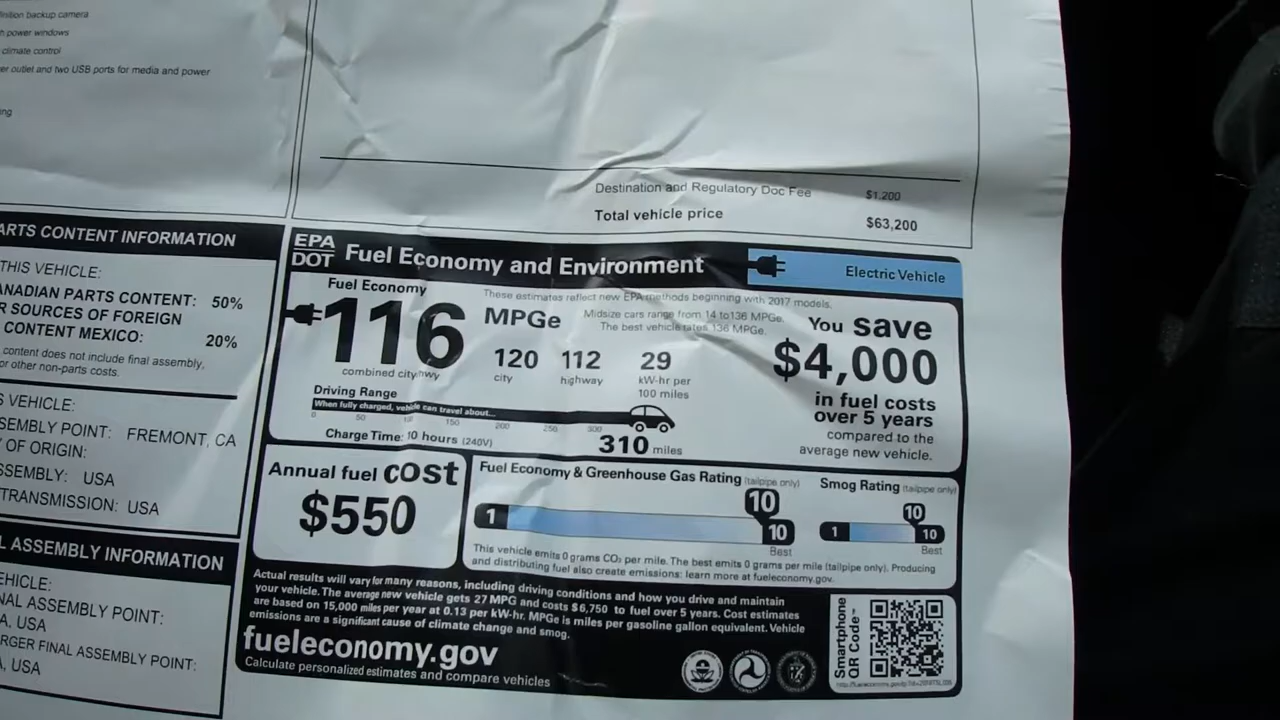 finition backup camera
h power windows
climate control
er outlet and two USB ports for media and power
ing
Destination and Regulatory Doc Fee $1,200
Total vehicle price $63,200
ARTS CONTENT INFORMATION
THIS VEHICLE:
ANADIAN PARTS CONTENT: 50%
R SOURCES OF FOREIGN
CONTENT MEXICO: 20%
content does not include final assembly,
or other non-parts costs.
S VEHICLE:
SEMBLY POINT: FREMONT, CA
Y OF ORIGIN:
SSEMBLY: USA
TRANSMISSION: USA
L ASSEMBLY INFORMATION
EHICLE:
NAL ASSEMBLY POINT:
A, USA
RGER FINAL ASSEMBLY POINT:
, USA
EPA
DOT
Fuel Economy and Environment
Electric Vehicle
Fuel Economy
These estimates reflect new EPA methods beginning with 2017 models.
116 MPGe
Midsize cars range from 14 to 136 MPGe.
The best vehicle rates 136 MPGe.
combined city/hwy
120 city
112 highway
29 kW-hr per 100 miles
You save
$4,000
in fuel costs
over 5 years
compared to the
average new vehicle.
Driving Range
When fully charged, vehicle can travel about...
0 50 100 150 200 250 300
310 miles
Charge Time: 10 hours (240V)
Annual fuel cost
$550
Fuel Economy & Greenhouse Gas Rating (tailpipe only)
10
1 10
Best
Smog Rating (tailpipe only)
10
1 10
Best
This vehicle emits 0 grams CO₂ per mile. The best emits 0 grams per mile (tailpipe only). Producing
and distributing fuel also create emissions: learn more at fueleconomy.gov.
Actual results will vary for many reasons, including driving conditions and how you drive and maintain
your vehicle. The average new vehicle gets 27 MPG and costs $6,750 to fuel over 5 years. Cost estimates
are based on 15,000 miles per year at 0.13 per kW-hr. MPGe is miles per gasoline gallon equivalent. Vehicle
emissions are a significant cause of climate change and smog.
fueleconomy.gov
Calculate personalized estimates and compare vehicles
Smartphone
QR Code™